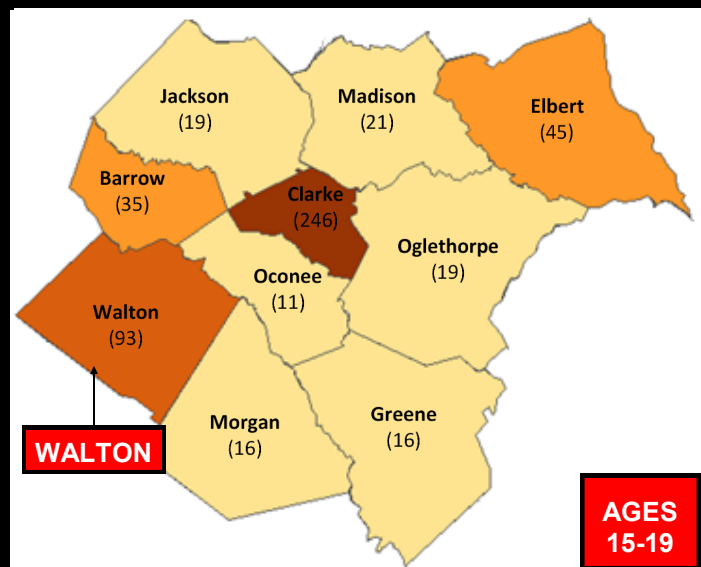 Jackson
(19)
Madison
(21)
Elbert
(45)
Barrow
(35)
Clarke
(246)
Oglethorpe
(19)
Oconee
(11)
Walton
(93)
Morgan
(16)
Greene
(16)
WALTON
AGES
15-19